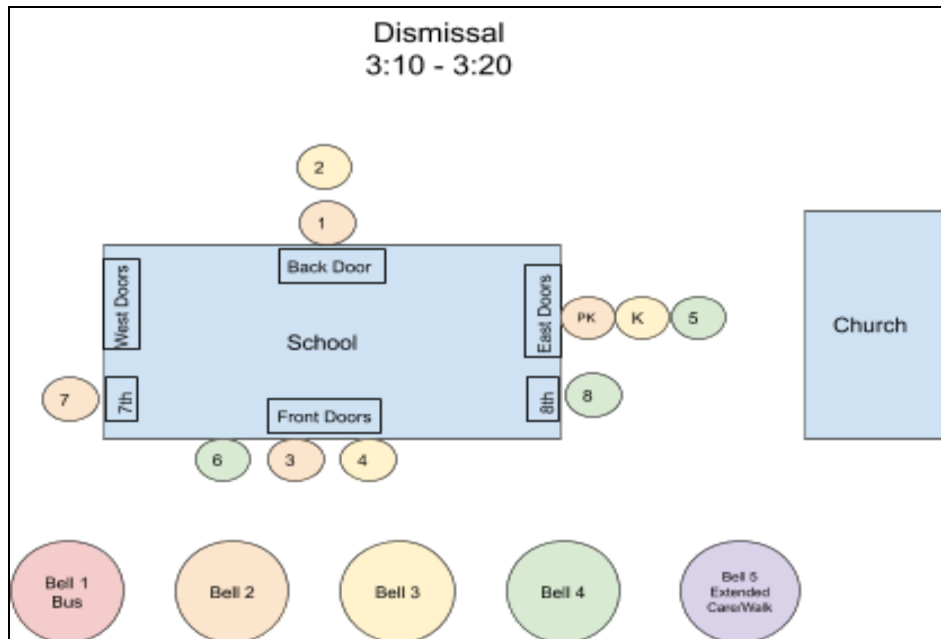 Dismissal
3:10 - 3:20
2
1
Back Door
West Doors
East Doors
PK
K
5
School
Church
7
7th
Front Doors
8th
8
6
3
4
Bell 1
Bus
Bell 2
Bell 3
Bell 4
Bell 5
Extended
Care/Walk